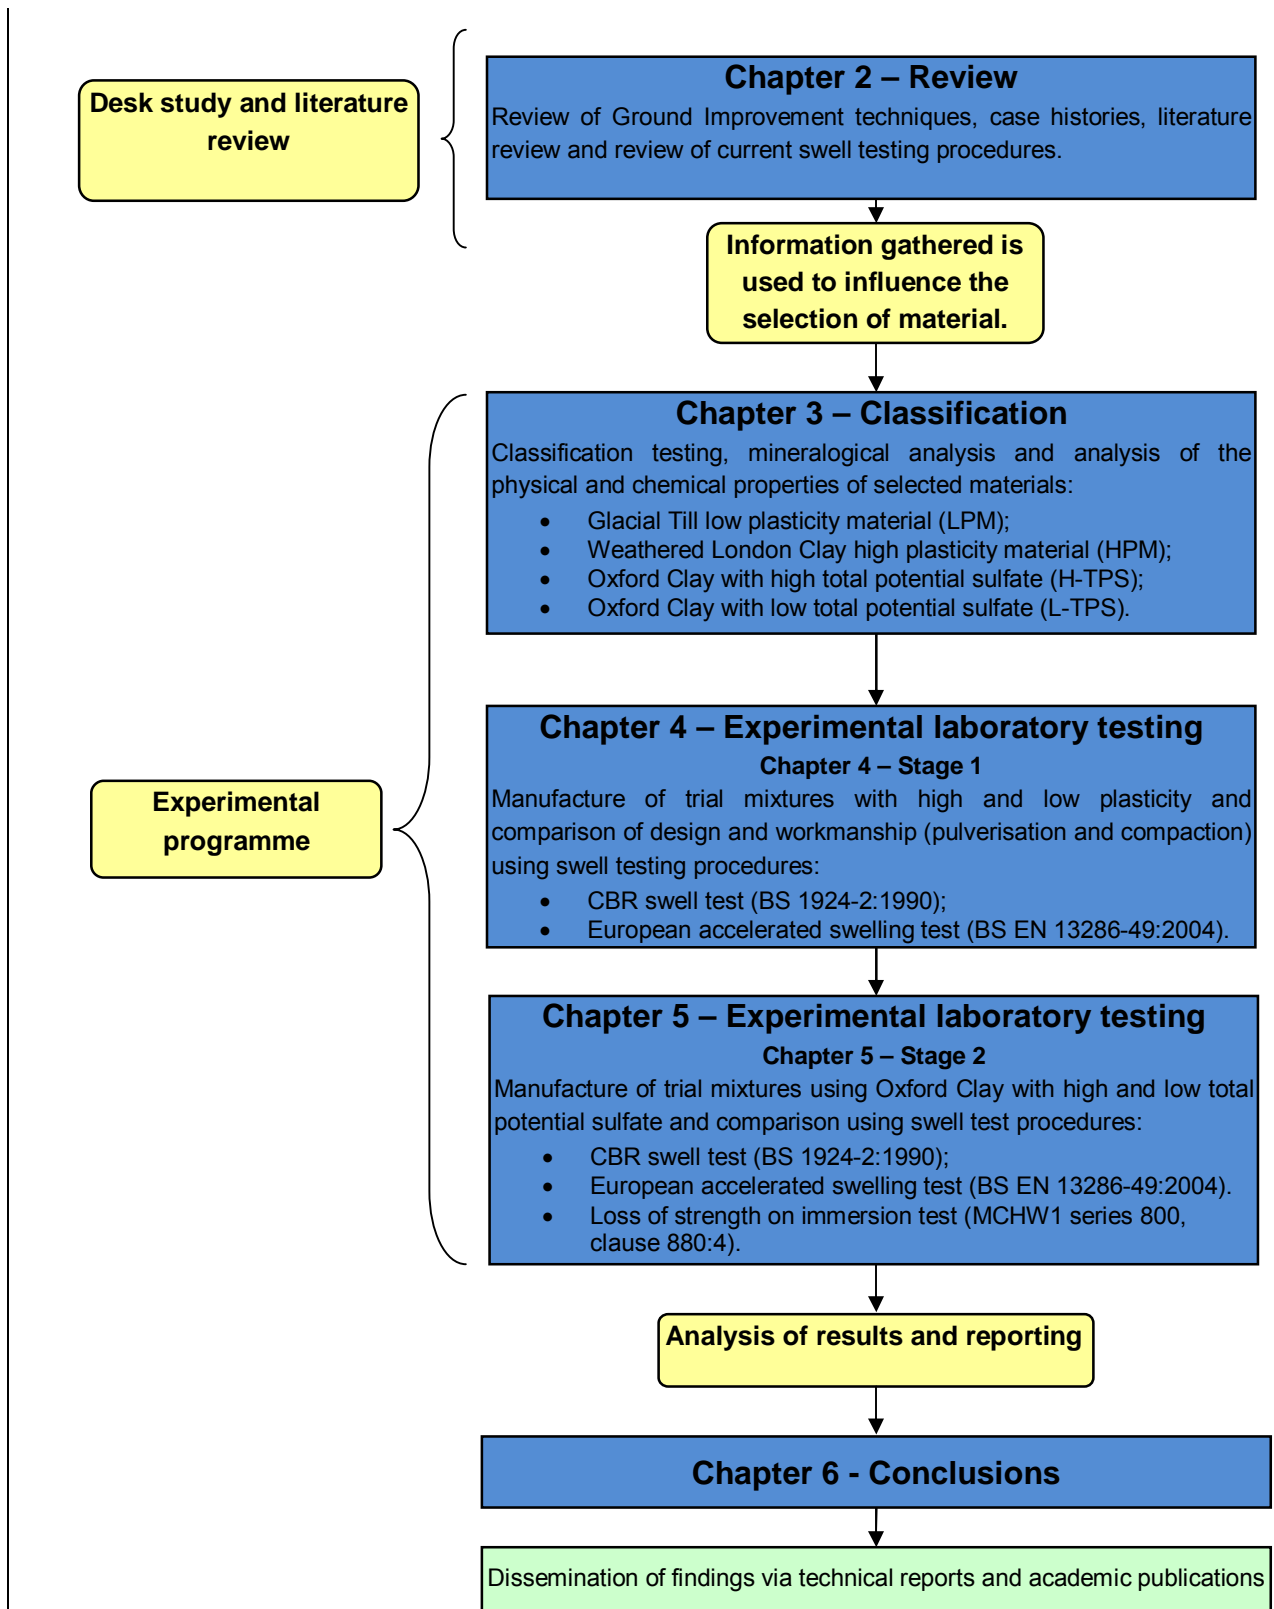 Desk study and literature
review
Chapter 2 – Review
Review of Ground Improvement techniques, case histories, literature
review and review of current swell testing procedures.
Information gathered is
used to influence the
selection of material.
Chapter 3 – Classification
Classification testing, mineralogical analysis and analysis of the
physical and chemical properties of selected materials:
• Glacial Till low plasticity material (LPM);
• Weathered London Clay high plasticity material (HPM);
• Oxford Clay with high total potential sulfate (H-TPS);
• Oxford Clay with low total potential sulfate (L-TPS).
Experimental
programme
Chapter 4 – Experimental laboratory testing
Chapter 4 – Stage 1
Manufacture of trial mixtures with high and low plasticity and
comparison of design and workmanship (pulverisation and compaction)
using swell testing procedures:
• CBR swell test (BS 1924-2:1990);
• European accelerated swelling test (BS EN 13286-49:2004).
Chapter 5 – Experimental laboratory testing
Chapter 5 – Stage 2
Manufacture of trial mixtures using Oxford Clay with high and low total
potential sulfate and comparison using swell test procedures:
• CBR swell test (BS 1924-2:1990);
• European accelerated swelling test (BS EN 13286-49:2004).
• Loss of strength on immersion test (MCHW1 series 800,
clause 880:4).
Analysis of results and reporting
Chapter 6 - Conclusions
Dissemination of findings via technical reports and academic publications